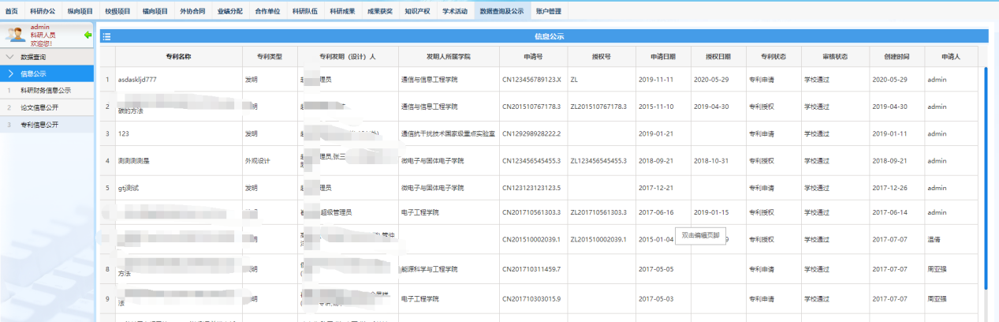 首页 科研办公 纵向项目 校级项目 横向项目 外协合同 业绩分配 合作单位 科研队伍 科研成果 成果获奖 知识产权 学术活动 数据查询及公示 账户管理
admin
科研人员
欢迎您!
数据查询
信息公示
1 科研财务信息公示
2 论文信息公开
3 专利信息公开
信息公示
专利名称 专利类型 专利发明（设计）人 发明人所属学院 申请号 授权号 申请日期 授权日期 专利状态 审核状态 创建时间 申请人
1 asdaskljd777 发明 理员 通信与信息工程学院 CN123456789123.X ZL 2019-11-11 2020-05-29 专利申请 学校通过 2020-05-29 admin
2 碳的方法 明 通信与信息工程学院 CN201510767178.3 ZL201510767178.3 2015-11-10 2019-04-30 专利授权 学校通过 2019-04-30 admin
3 123 发明 通信抗干扰技术国家级重点实验室 CN129298928222.2 2019-01-21 专利申请 学校通过 2019-01-11 admin
4 测测测测是 外观设计 理员,张三 微电子与固体电子学院 CN123456545455.3 ZL123456545455.3 2018-09-21 2018-10-31 专利授权 学校通过 2018-09-21 admin
5 gtj测试 发明 理员 微电子与固体电子学院 CN123123123123.5 2017-12-21 专利申请 学校通过 2017-12-26 admin
超级管理员 电子工程学院 CN201710561303.3 ZL201710561303.3 2017-06-16 2019-01-15 专利授权 学校通过 2017-06-14 admin
明 CN201510002039.1 ZL201510002039.1 2015-01-04 9 专利授权 学校通过 2017-07-07 温倩
双击编辑页脚
8 方法 明 能源科学与工程学院 CN201710311459.7 2017-05-05 专利申请 学校通过 2017-07-07 周亚强
9 法 明 电子工程学院 CN201710303015.9 2017-05-03 专利申请 学校通过 2017-07-07 周亚强